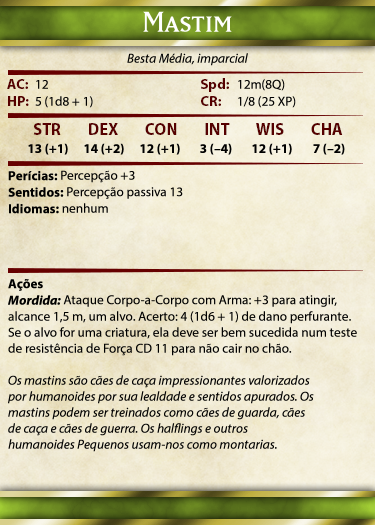 Mastim
Besta Média, imparcial
AC: 12 Spd: 12m(8Q)
HP: 5 (1d8 + 1) CR: 1/8 (25 XP)
STR DEX CON INT WIS CHA
13 (+1) 14 (+2) 12 (+1) 3 (–4) 12 (+1) 7 (–2)
Perícias: Percepção +3
Sentidos: Percepção passiva 13
Idiomas: nenhum
Ações
Mordida: Ataque Corpo-a-Corpo com Arma: +3 para atingir,
alcance 1,5 m, um alvo. Acerto: 4 (1d6 + 1) de dano perfurante.
Se o alvo for uma criatura, ela deve ser bem sucedida num teste
de resistência de Força CD 11 para não cair no chão.
Os mastins são cães de caça impressionantes valorizados
por humanoides por sua lealdade e sentidos apurados. Os
mastins podem ser treinados como cães de guarda, cães
de caça e cães de guerra. Os halflings e outros
humanoides Pequenos usam-nos como montarias.